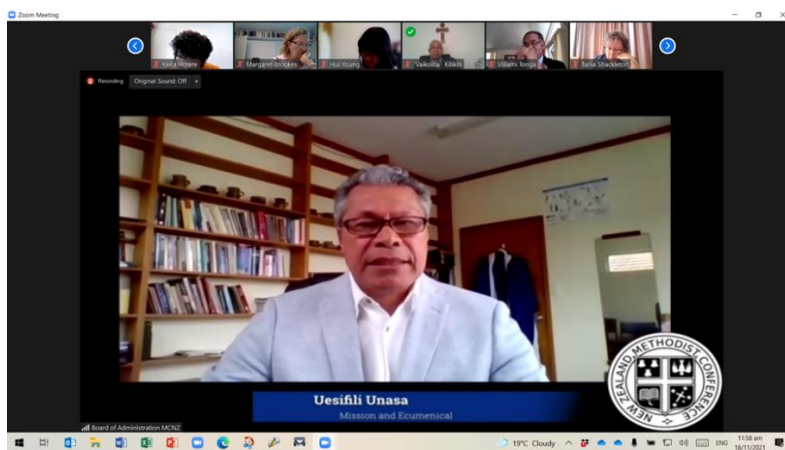 Zoom Meeting
Keita Hotere
Margaret Brookes
Hui Young
Vaikoloa Kilikiti
Viliami Tonga
Tania Shackleton
Recording
Original Sound: Off
Uesifili Unasa
Mission and Ecumenical
NEW ZEALAND METHODIST CONFERENCE
Board of Administration MCNZ
19°C Cloudy
ENG
11:58 am
18/11/2021